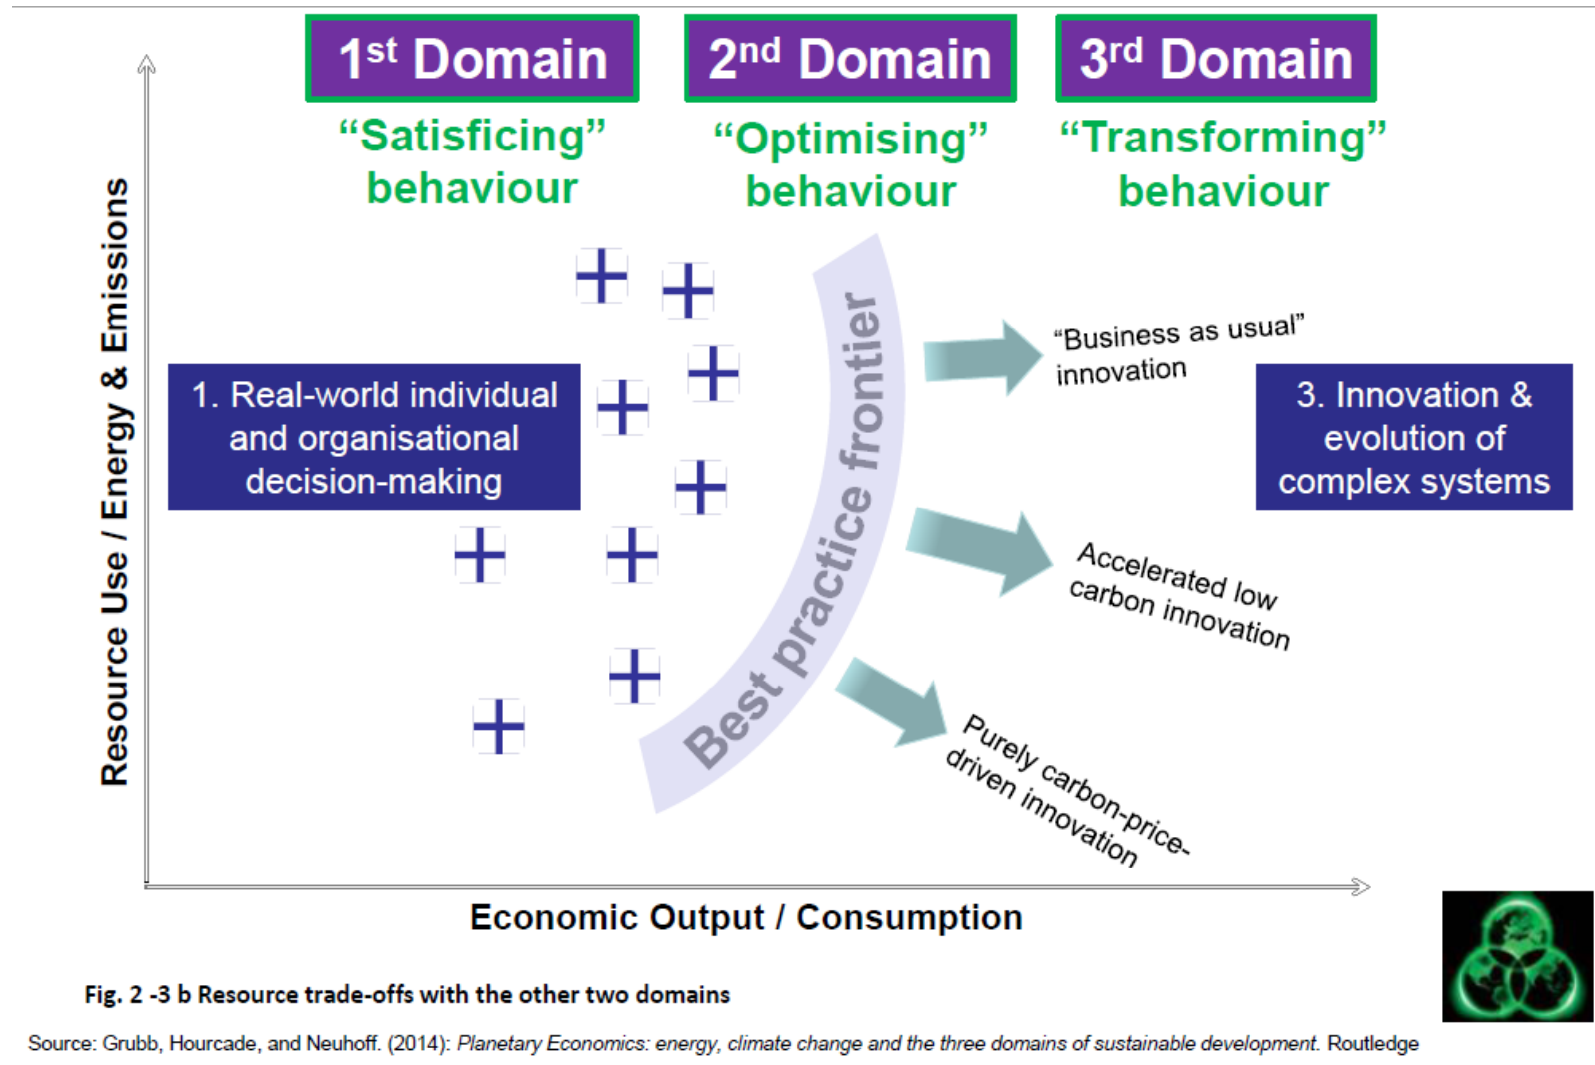 1st Domain
2nd Domain
3rd Domain
“Satisficing”
behaviour
“Optimising”
behaviour
“Transforming”
behaviour
Resource Use / Energy & Emissions
1. Real-world individual
and organisational
decision-making
Best practice frontier
“Business as usual”
innovation
3. Innovation &
evolution of
complex systems
Accelerated low
carbon innovation
Purely carbon-price-
driven innovation
Economic Output / Consumption
Fig. 2 -3 b Resource trade-offs with the other two domains
Source: Grubb, Hourcade, and Neuhoff. (2014): Planetary Economics: energy, climate change and the three domains of sustainable development. Routledge